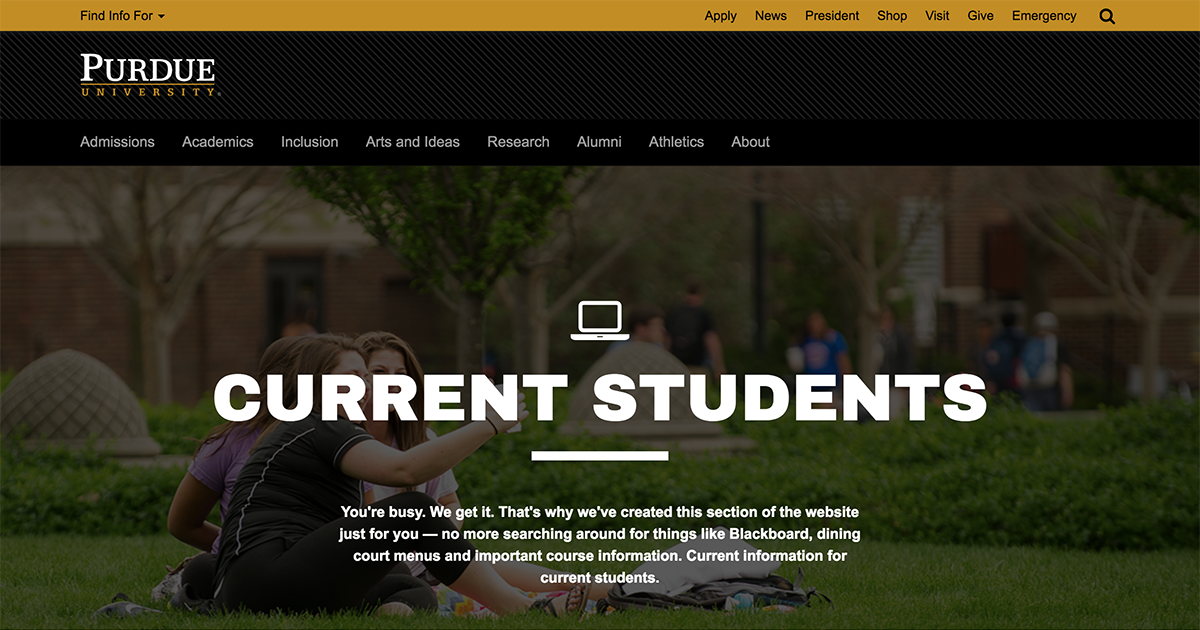 Find Info For
Apply News President Shop Visit Give Emergency
PURDUE
UNIVERSITY®
Admissions Academics Inclusion Arts and Ideas Research Alumni Athletics About
CURRENT STUDENTS
You're busy. We get it. That's why we've created this section of the website
just for you — no more searching around for things like Blackboard, dining
court menus and important course information. Current information for
current students.